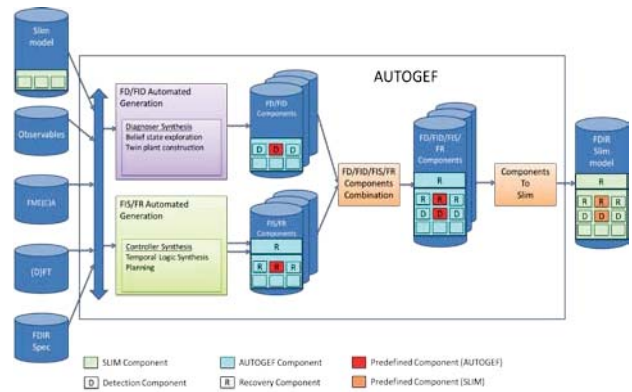 Slim
model
Observables
FME(C)A
(D)FT
FDIR
Spec
AUTOGEF
FD/FID Automated
Generation
Diagnoser Synthesis
Belief state exploration
Twin plant construction
FIS/FR Automated
Generation
Controller Synthesis
Temporal Logic Synthesis
Planning
FD/FID
Components
D D D
FIS/FR
Components
R
R R R
FD/FID/FIS/FR
Components
Combination
FD/FID/FIS/
FR
Components
R
R R R
D D D
Components
To
Slim
FDIR
Slim
model
R
R R R
D D D
SLIM Component
AUTOGEF Component
Predefined Component (AUTOGEF)
D Detection Component
R Recovery Component
Predefined Component (SLIM)